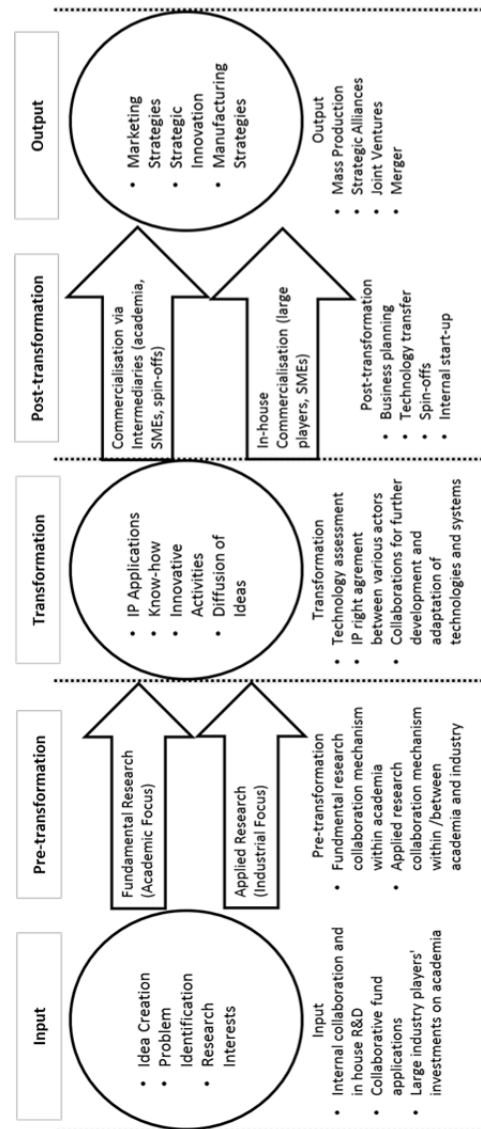 Input
Pre-transformation
Transformation
Post-transformation
Output
• Idea Creation
• Problem
Identification
• Research
Interests
Fundamental Research
(Academic Focus)
Applied Research
(Industrial Focus)
• IP Applications
• Know-how
• Innovative
Activities
• Diffusion of
Ideas
Commercialisation via
Intermediaries (academia,
SMEs, spin-offs)
In-house
Commercialisation (large
players, SMEs)
• Marketing
Strategies
• Strategic
Innovation
• Manufacturing
Strategies
Input
• Internal collaboration and
in house R&D
• Collaborative fund
applications
• Large industry players'
investments on academia
Pre-transformation
• Fundmental research
collaboration mechanism
within academia
• Applied research
collaboration mechanism
within /between
academia and industry
Transformation
• Technology assessment
• IP right agrement
between various actors
• Collaborations for further
development and
adaptation of
technologies and systems
Post-transformation
• Business planning
• Technology transfer
• Spin-offs
• Internal start-up
Output
• Mass Production
• Strategic Alliances
• Joint Ventures
• Merger